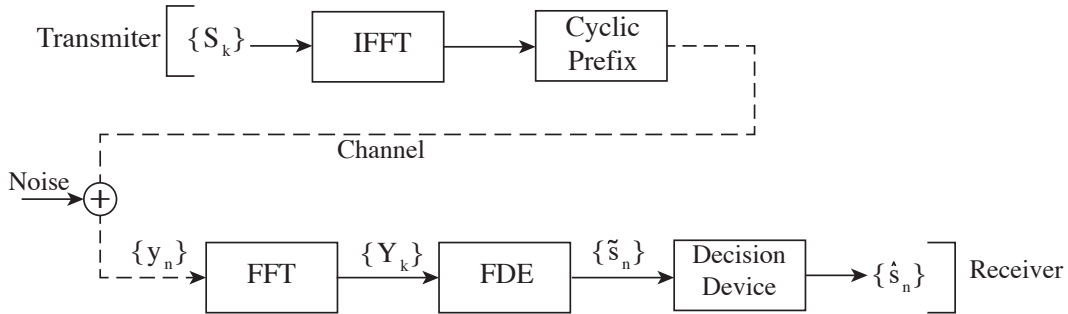 Transmiter {S_k} IFFT Cyclic
Prefix
Channel
Noise +
{y_n} FFT {Y_k} FDE {s̃_n} Decision
Device {ŝ_n} Receiver